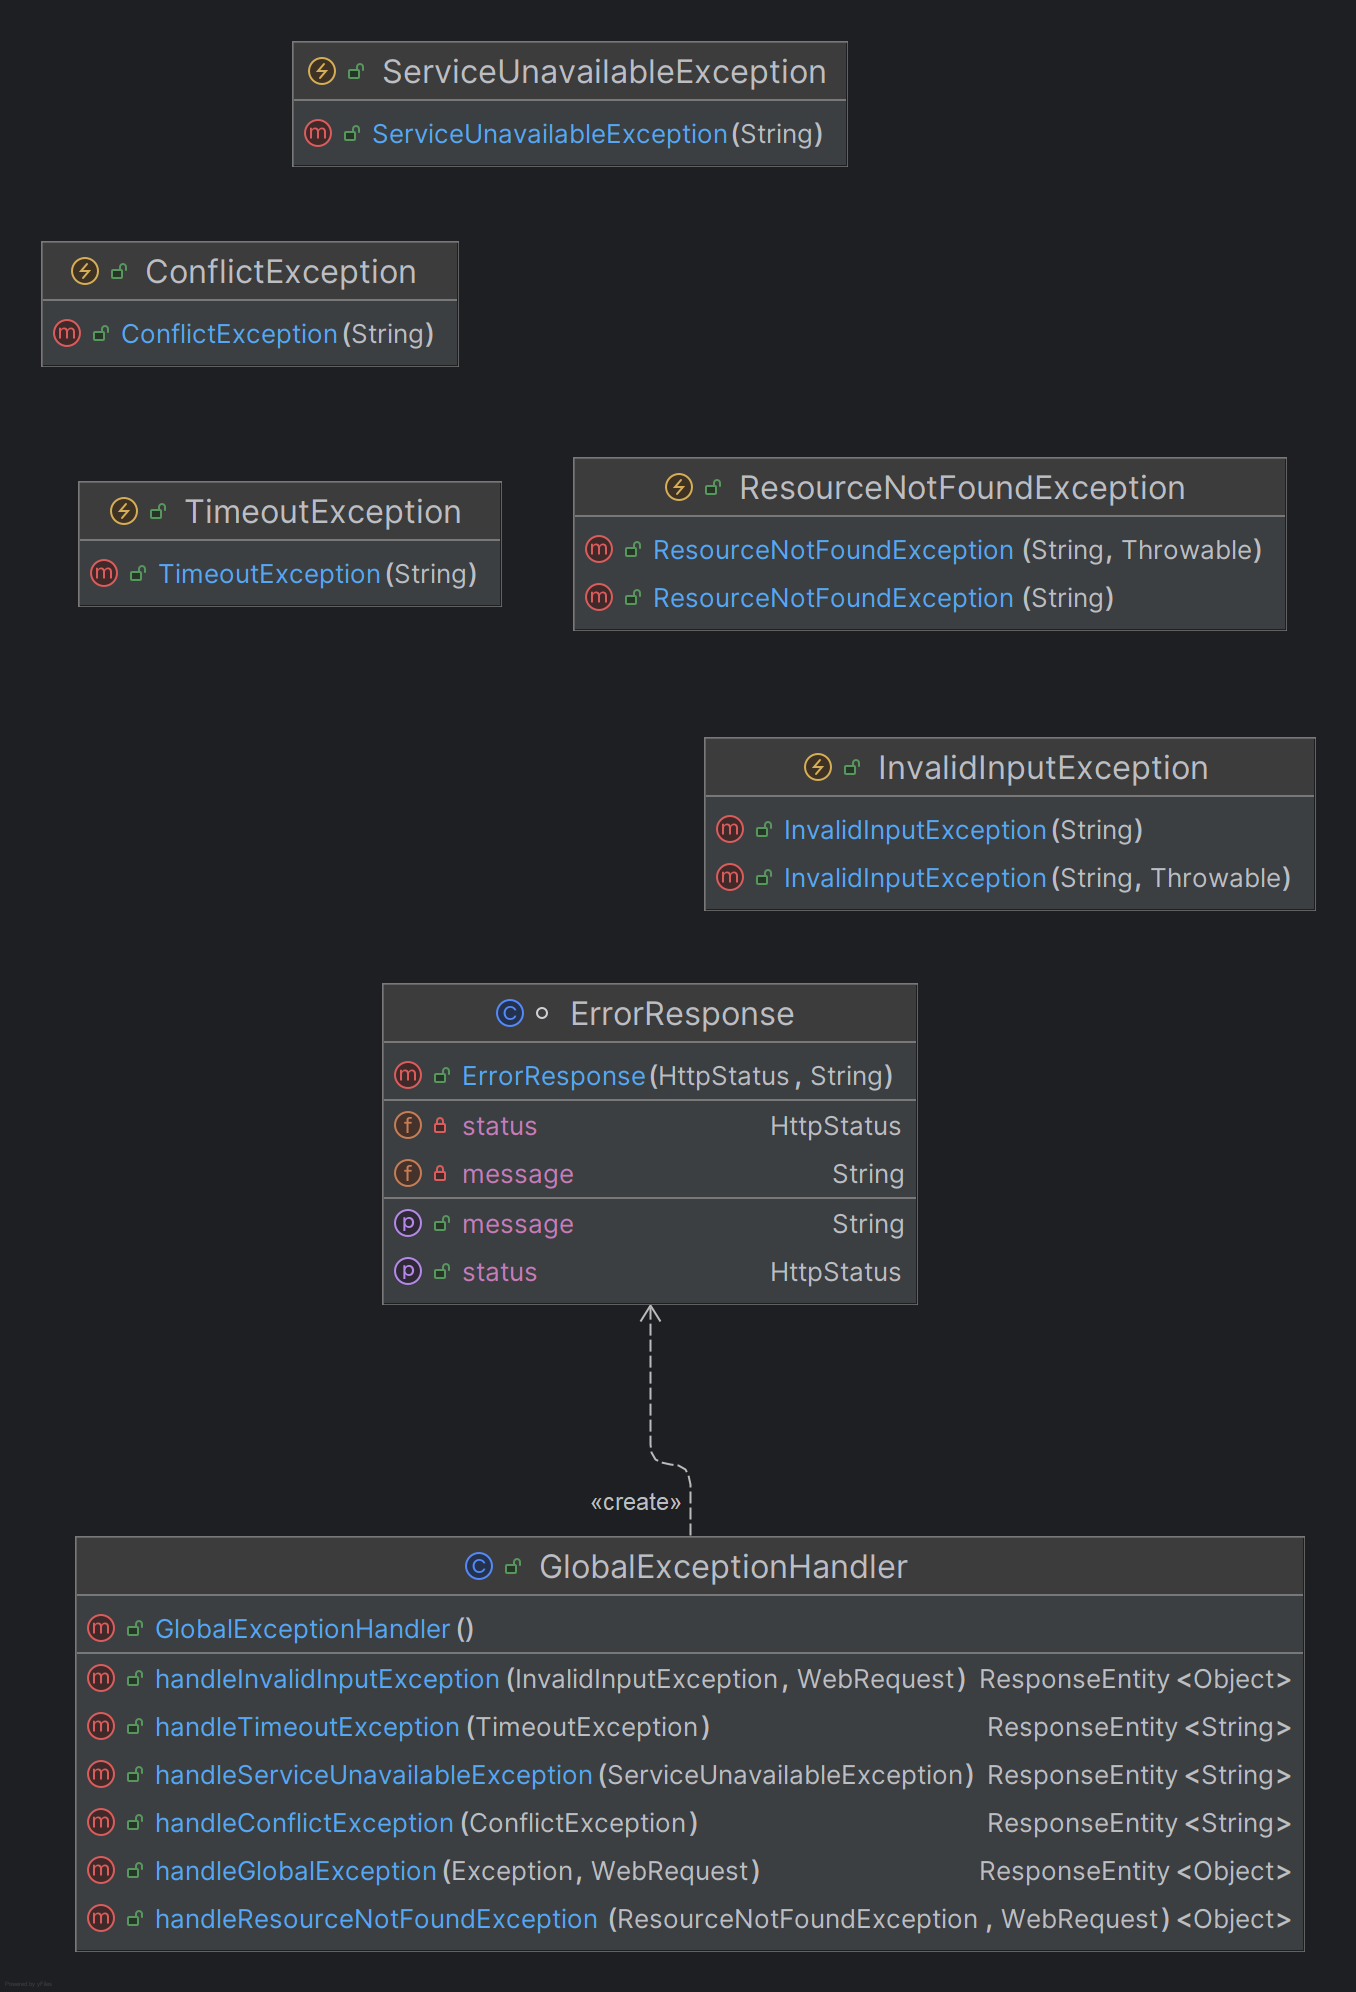 ServiceUnavailableException
ServiceUnavailableException(String)
ConflictException
ConflictException(String)
TimeoutException
TimeoutException(String)
ResourceNotFoundException
ResourceNotFoundException (String, Throwable)
ResourceNotFoundException (String)
InvalidInputException
InvalidInputException(String)
InvalidInputException(String, Throwable)
ErrorResponse
ErrorResponse(HttpStatus, String)
status HttpStatus
message String
message String
status HttpStatus
«create»
GlobalExceptionHandler
GlobalExceptionHandler()
handleInvalidInputException(InvalidInputException, WebRequest) ResponseEntity<Object>
handleTimeoutException(TimeoutException) ResponseEntity<String>
handleServiceUnavailableException(ServiceUnavailableException) ResponseEntity<String>
handleConflictException(ConflictException) ResponseEntity<String>
handleGlobalException(Exception, WebRequest) ResponseEntity<Object>
handleResourceNotFoundException (ResourceNotFoundException, WebRequest)<Object>
Powered by yFiles